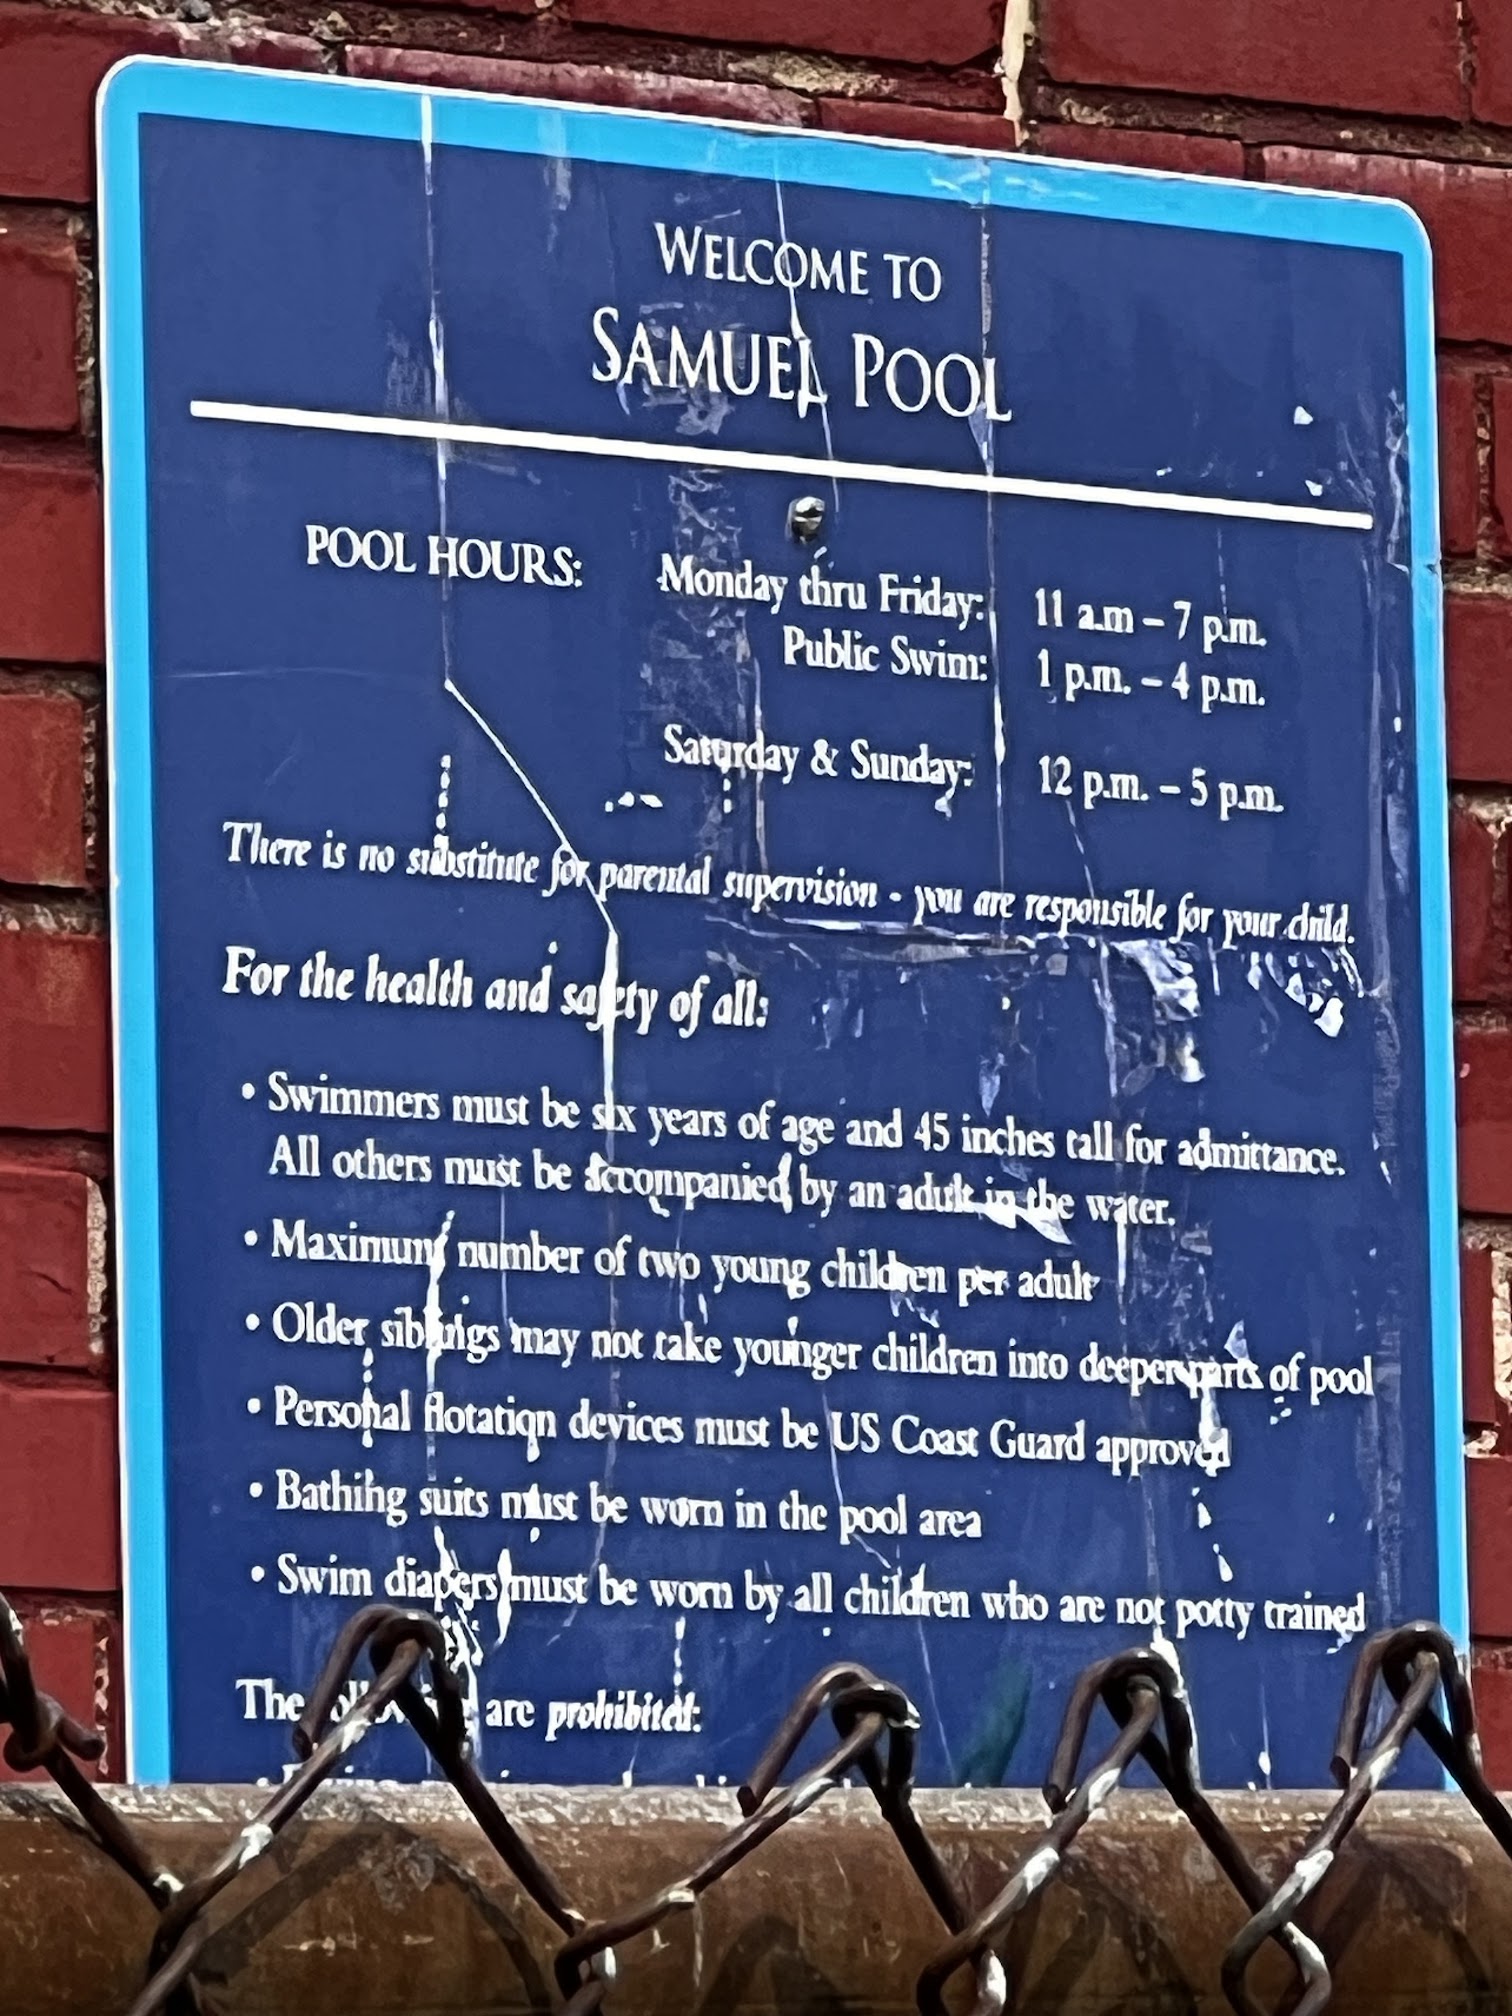 WELCOME TO
SAMUEL POOL
POOL HOURS: Monday thru Friday: 11 a.m – 7 p.m.
Public Swim: 1 p.m. – 4 p.m.
Saturday & Sunday: 12 p.m. – 5 p.m.
There is no substitute for parental supervision - you are responsible for your child.
For the health and safety of all:
• Swimmers must be six years of age and 45 inches tall for admittance.
All others must be accompanied by an adult in the water.
• Maximum number of two young children per adult
• Older siblings may not take younger children into deeper parts of pool
• Personal flotation devices must be US Coast Guard approved
• Bathing suits must be worn in the pool area
• Swim diapers must be worn by all children who are not potty trained
The following are prohibited: